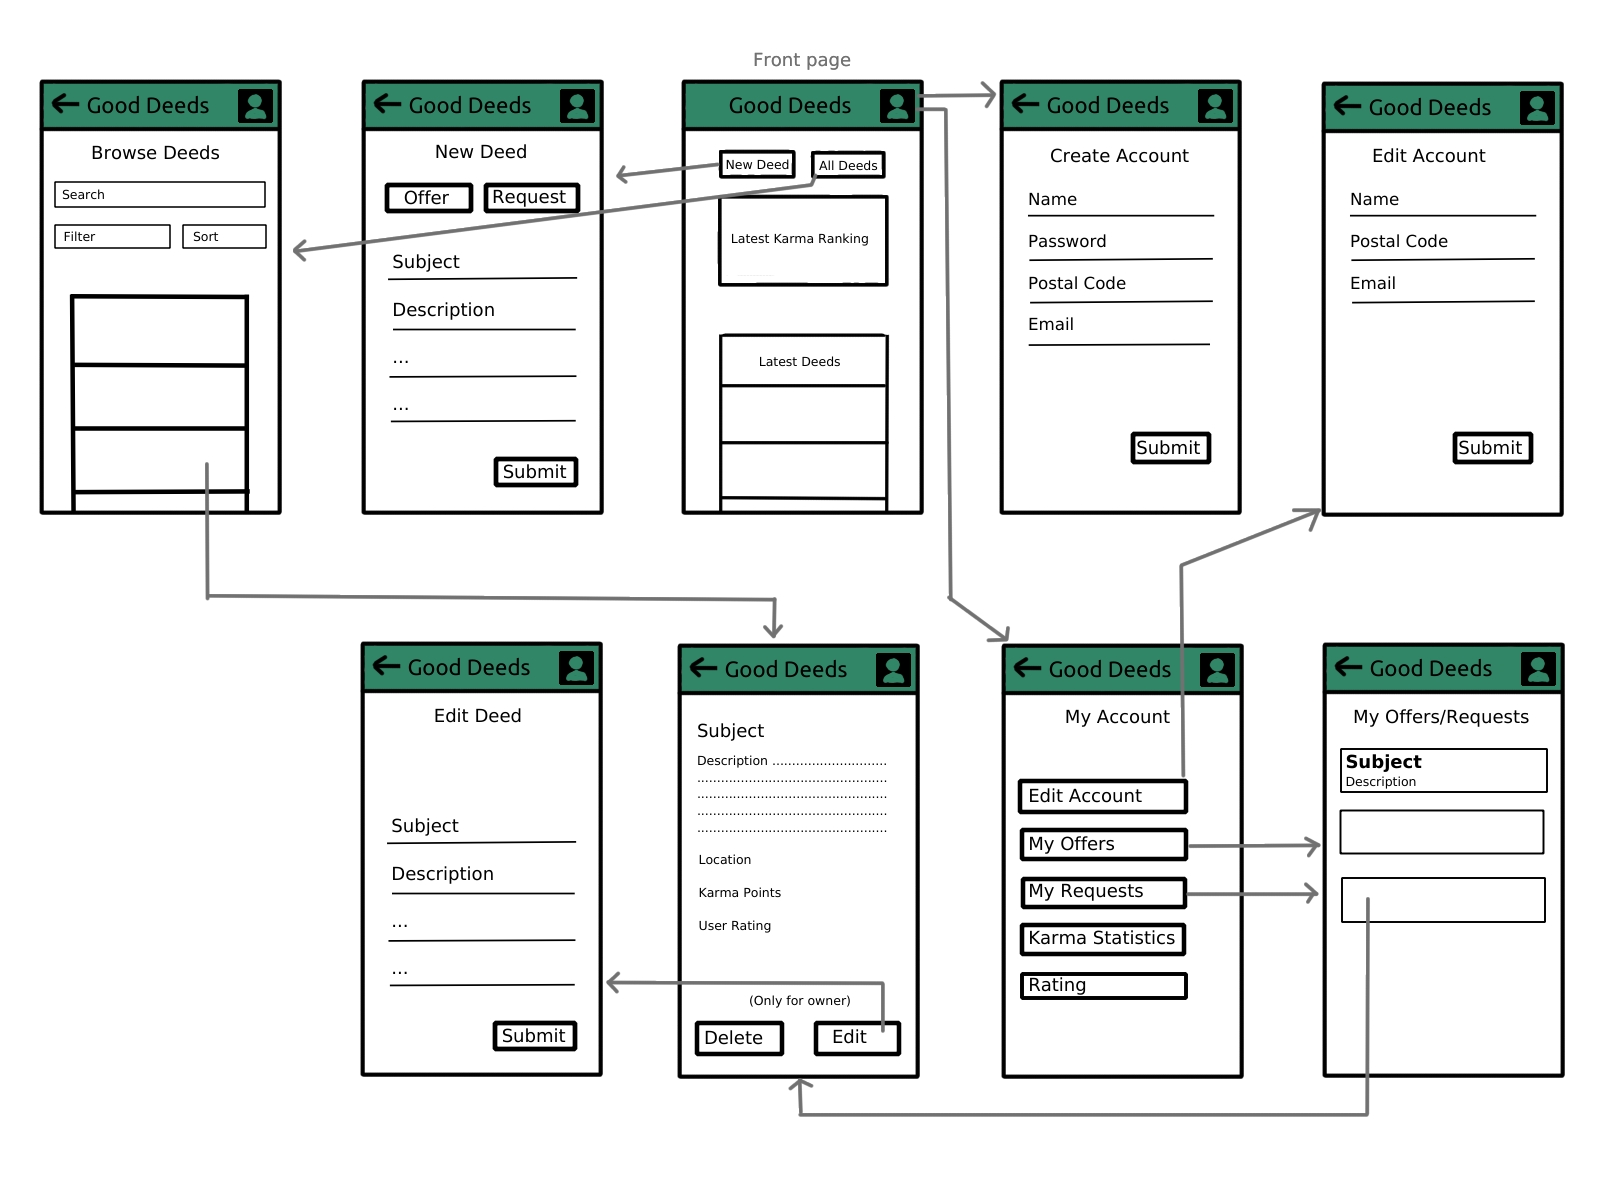 Front page
Good Deeds
Browse Deeds
Search
Filter
Sort
Good Deeds
New Deed
Offer
Request
Subject
Description
...
...
Submit
Good Deeds
New Deed
All Deeds
Latest Karma Ranking
Latest Deeds
Good Deeds
Create Account
Name
Password
Postal Code
Email
Submit
Good Deeds
Edit Account
Name
Postal Code
Email
Submit
Good Deeds
Edit Deed
Subject
Description
...
...
Submit
Good Deeds
Subject
Description .............................
................................................
................................................
................................................
................................................
Location
Karma Points
User Rating
(Only for owner)
Delete
Edit
Good Deeds
My Account
Edit Account
My Offers
My Requests
Karma Statistics
Rating
Good Deeds
My Offers/Requests
Subject
Description